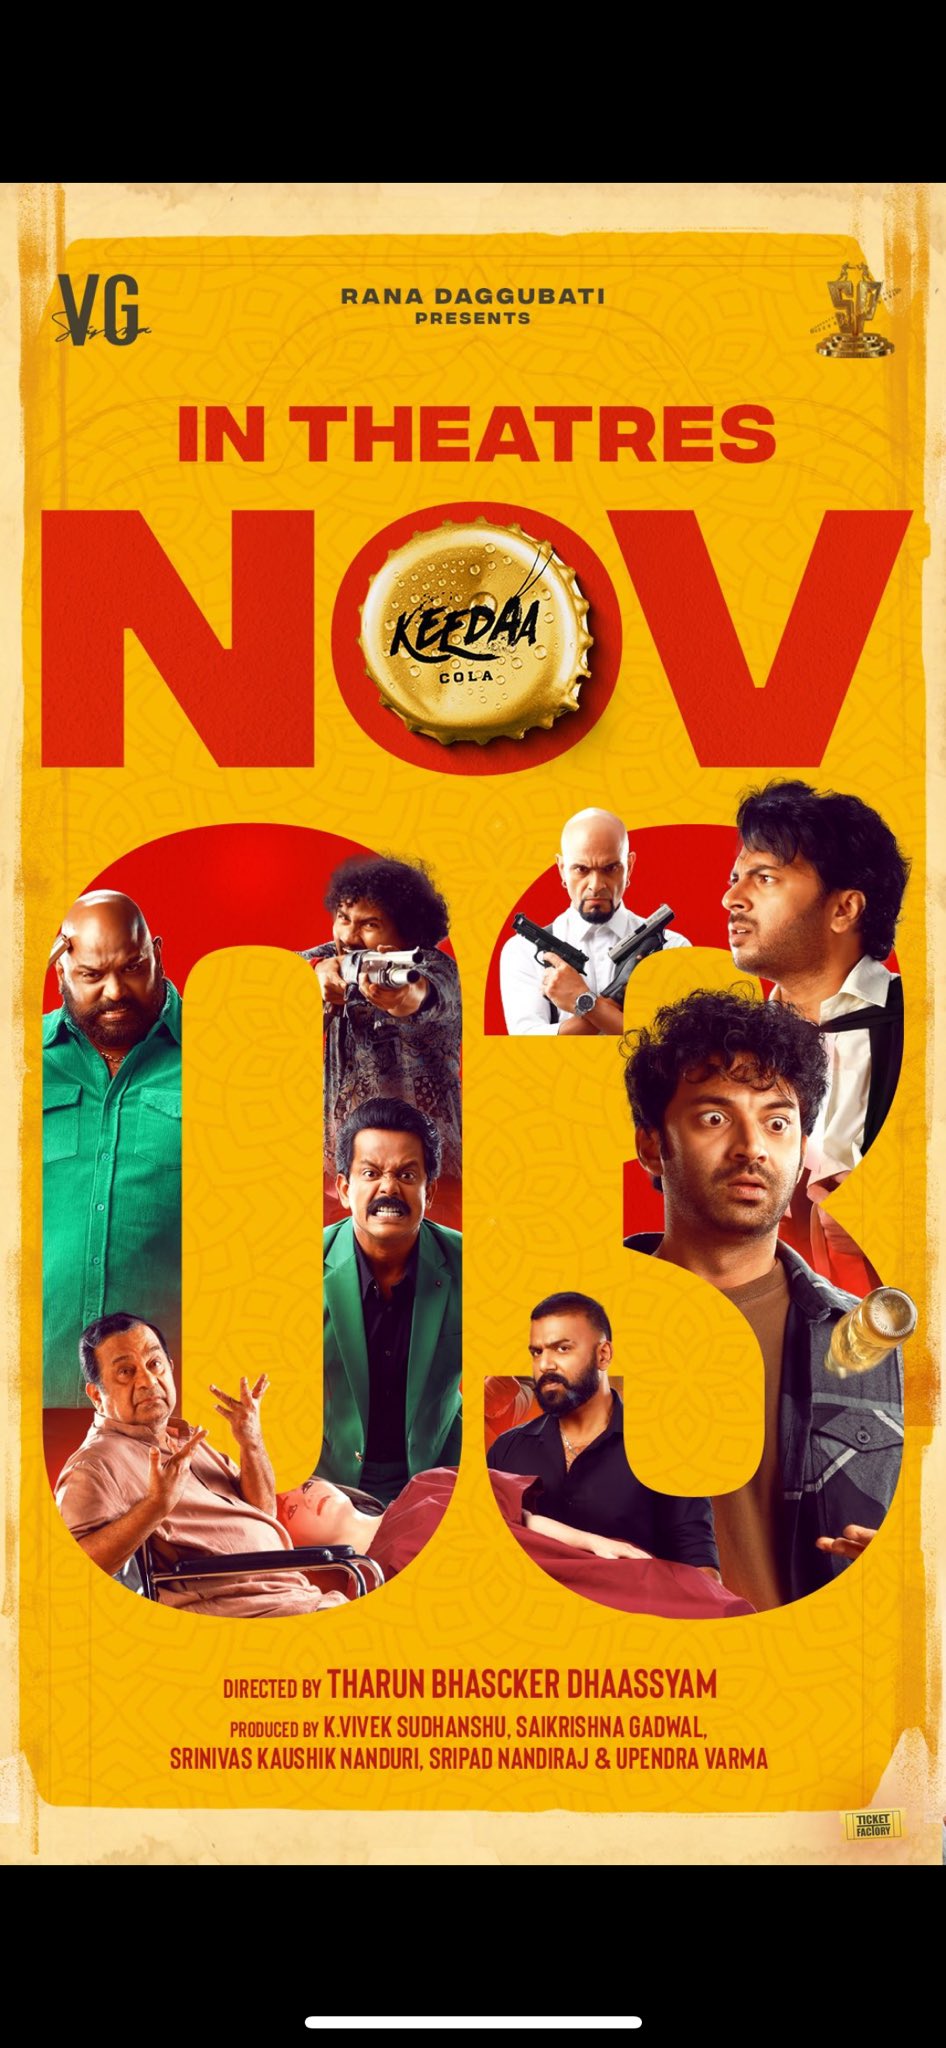 VG
RANA DAGGUBATI
PRESENTS
IN THEATRES
NOV
KEEDAA
COLA
03
DIRECTED BY THARUN BHASCKER DHAASSYAM
PRODUCED BY K.VIVEK SUDHANSHU, SAIKRISHNA GADWAL,
SRINIVAS KAUSHIK NANDURI, SRIPAD NANDIRAJ & UPENDRA VARMA
TICKET
FACTORY